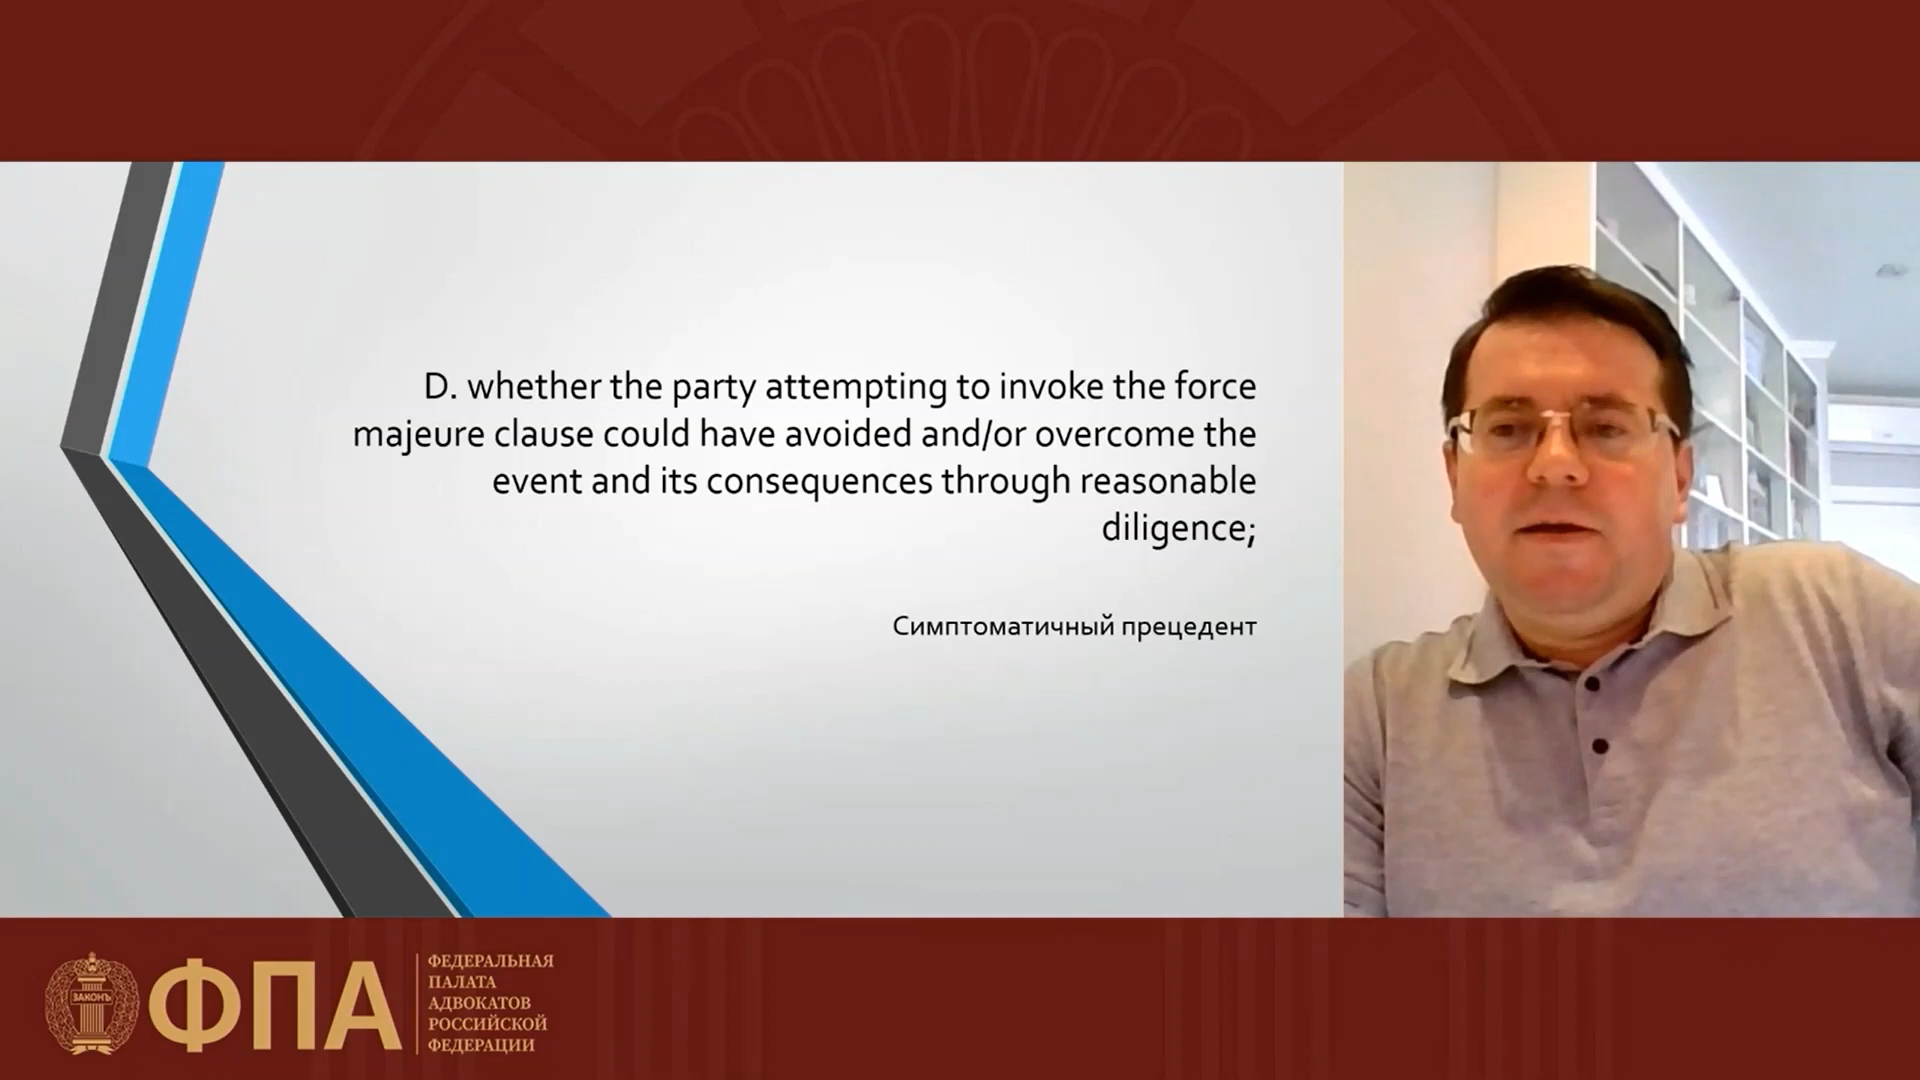 D. whether the party attempting to invoke the force
majeure clause could have avoided and/or overcome the
event and its consequences through reasonable
diligence;
Симптоматичный прецедент
ЗАКОНЪ
ФПА
ФЕДЕРАЛЬНАЯ
ПАЛАТА
АДВОКАТОВ
РОССИЙСКОЙ
ФЕДЕРАЦИИ